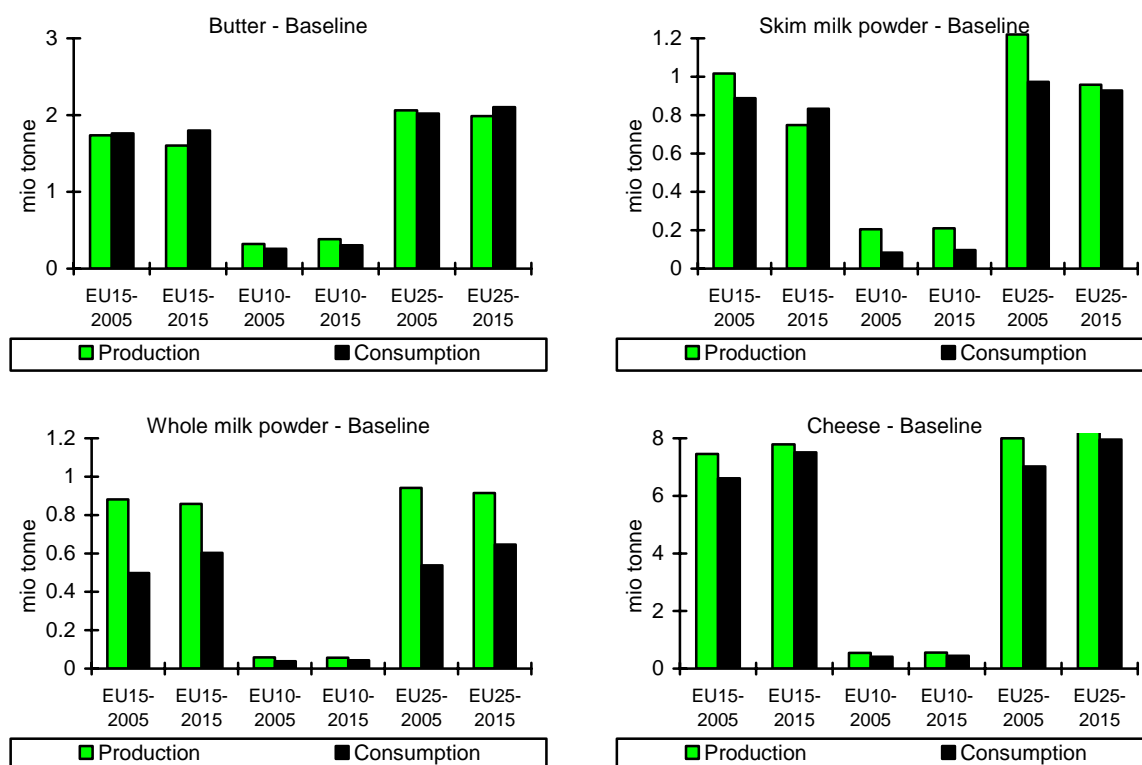 Butter - Baseline
3
2
1
0
mio tonne
EU15-
2005
EU15-
2015
EU10-
2005
EU10-
2015
EU25-
2005
EU25-
2015
Production Consumption
Skim milk powder - Baseline
1.2
1
0.8
0.6
0.4
0.2
0
mio tonne
EU15-
2005
EU15-
2015
EU10-
2005
EU10-
2015
EU25-
2005
EU25-
2015
Production Consumption
Whole milk powder - Baseline
1.2
1
0.8
0.6
0.4
0.2
0
mio tonne
EU15-
2005
EU15-
2015
EU10-
2005
EU10-
2015
EU25-
2005
EU25-
2015
Production Consumption
Cheese - Baseline
8
6
4
2
0
mio tonne
EU15-
2005
EU15-
2015
EU10-
2005
EU10-
2015
EU25-
2005
EU25-
2015
Production Consumption